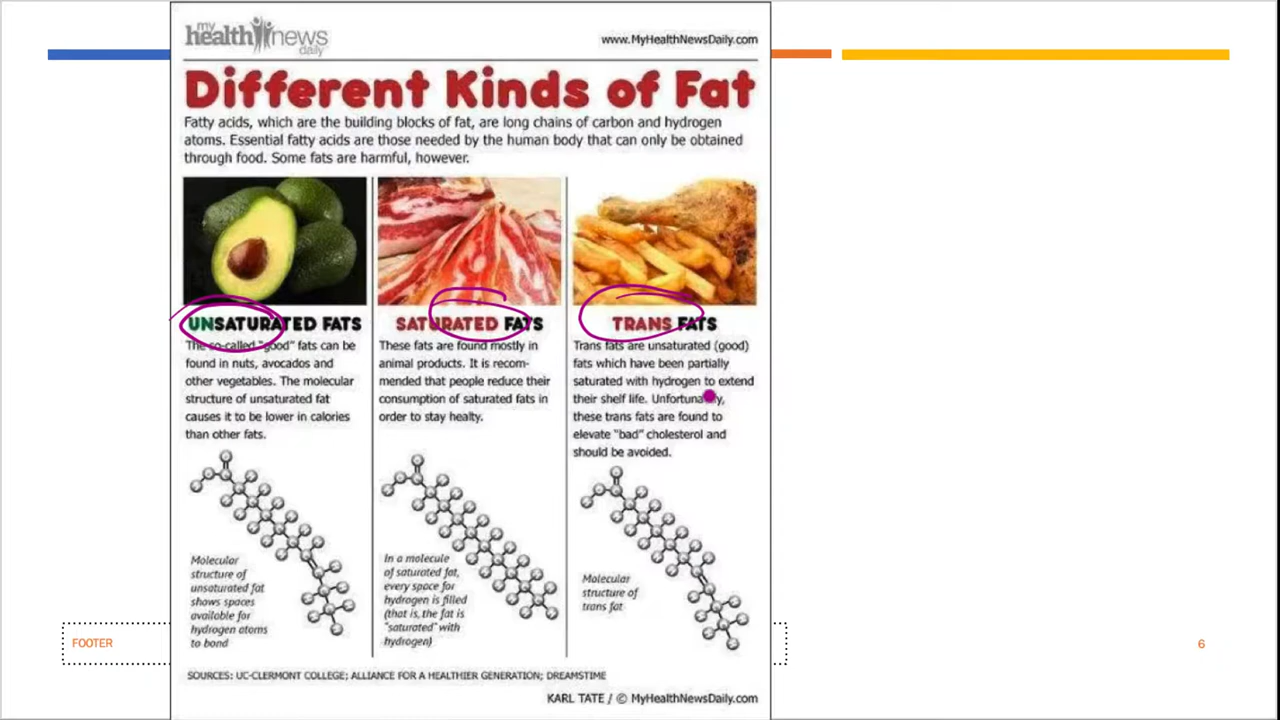 my
health news
daily
www.MyHealthNewsDaily.com
Different Kinds of Fat
Fatty acids, which are the building blocks of fat, are long chains of carbon and hydrogen
atoms. Essential fatty acids are those needed by the human body that can only be obtained
through food. Some fats are harmful, however.
UNSATURATED FATS
The so-called "good" fats can be
found in nuts, avocados and
other vegetables. The molecular
structure of unsaturated fat
causes it to be lower in calories
than other fats.
Molecular
structure of
unsaturated fat
shows spaces
available for
hydrogen atoms
to bond
SATURATED FATS
These fats are found mostly in
animal products. It is recom-
mended that people reduce their
consumption of saturated fats in
order to stay healty.
In a molecule
of saturated fat,
every space for
hydrogen is filled
(that is, the fat is
"saturated" with
hydrogen)
TRANS FATS
Trans fats are unsaturated (good)
fats which have been partially
saturated with hydrogen to extend
their shelf life. Unfortunately,
these trans fats are found to
elevate "bad" cholesterol and
should be avoided.
Molecular
structure of
trans fat
SOURCES: UC-CLERMONT COLLEGE; ALLIANCE FOR A HEALTHIER GENERATION; DREAMSTIME
KARL TATE / © MyHealthNewsDaily.com
FOOTER
6